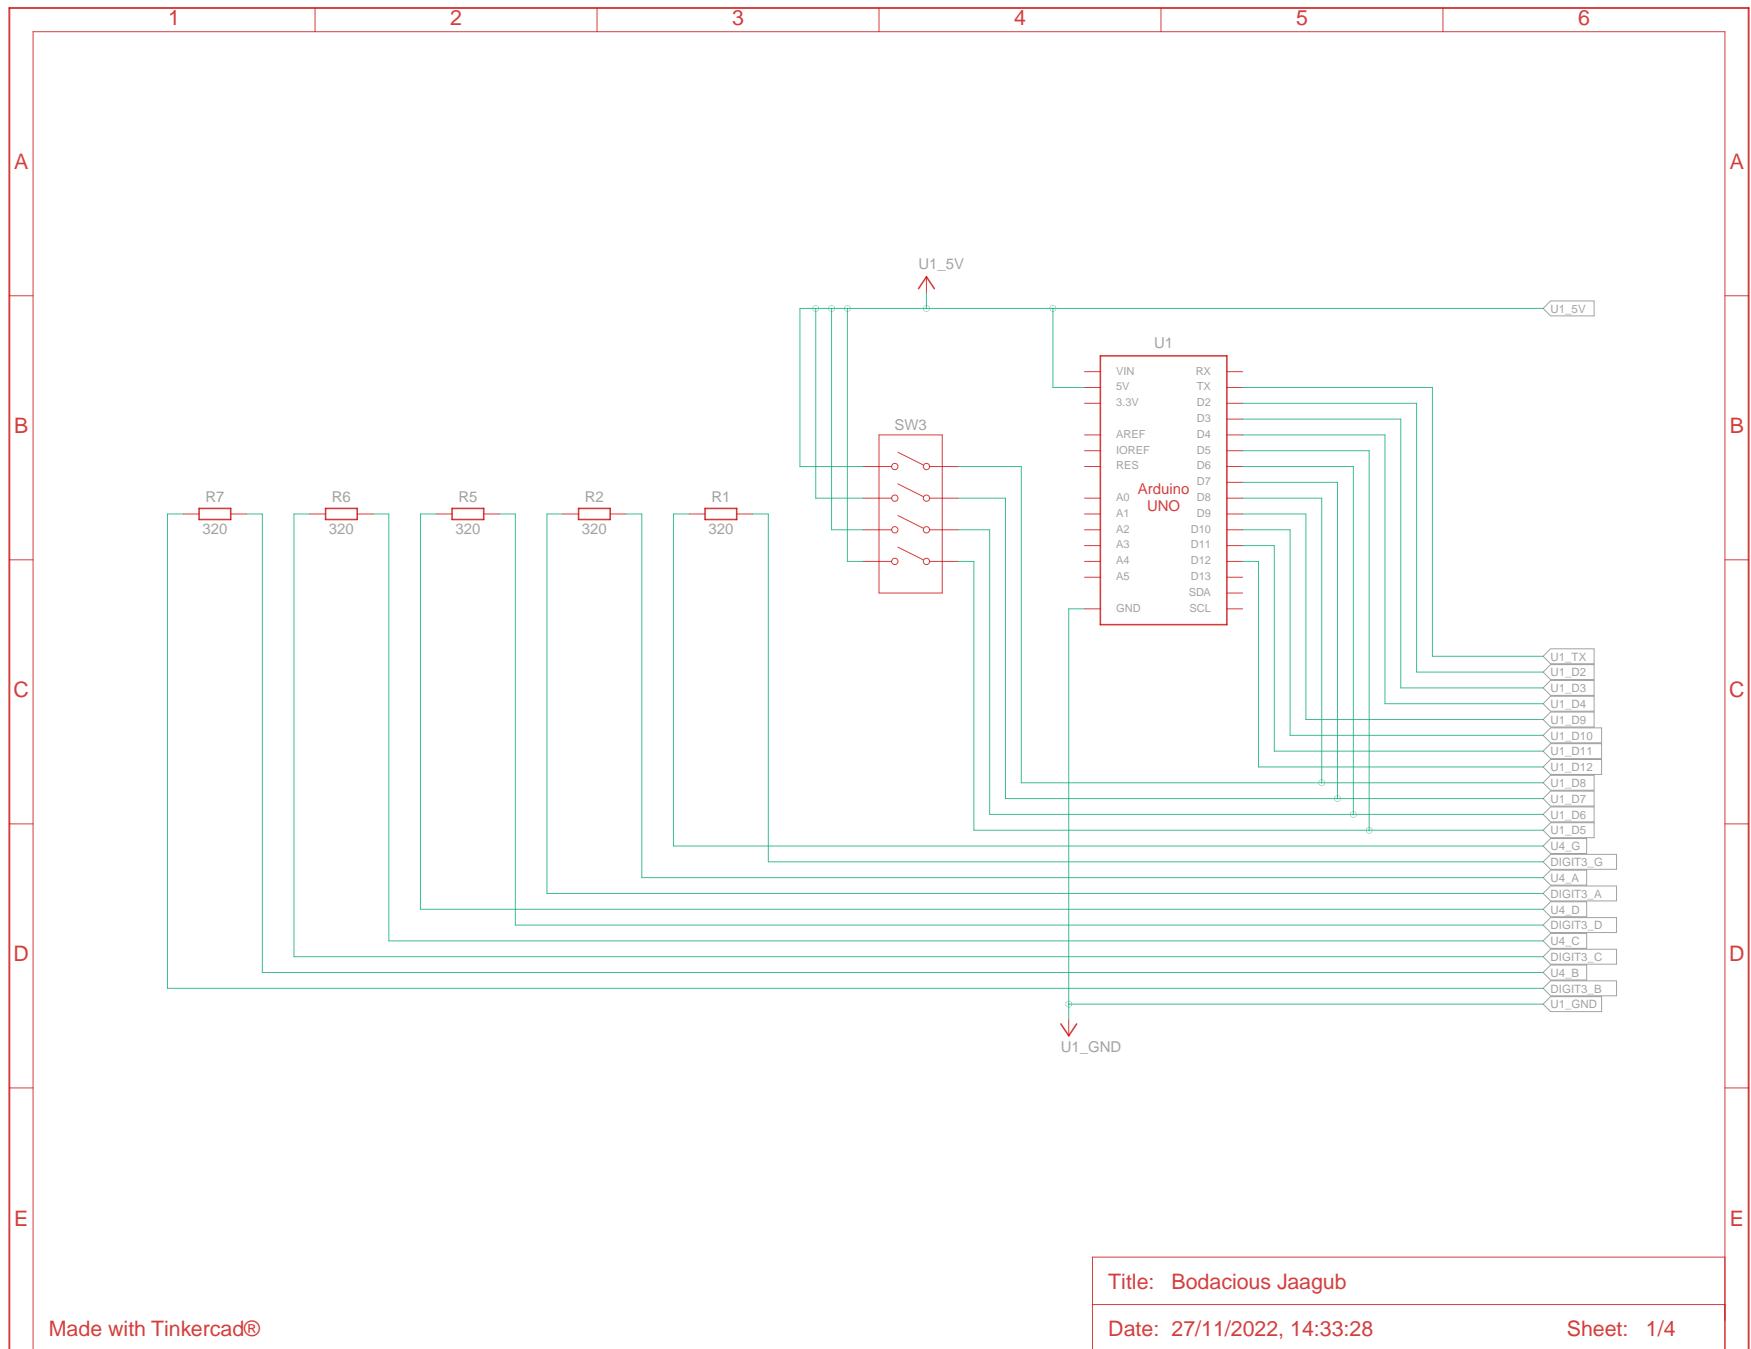 1 2 3 4 5 6
A A
U1_5V
U1_5V
U1
VIN RX
5V TX
3.3V D2
D3
B SW3 AREF D4 B
IOREF D5
RES D6
D7
R7 R6 R5 R2 R1 A0 Arduino D8
UNO
A1 D9
320 320 320 320 320 A2 D10
A3 D11
A4 D12
A5 D13
SDA
GND SCL
U1_TX
U1_D2
C U1_D3 C
U1_D4
U1_D9
U1_D10
U1_D11
U1_D12
U1_D8
U1_D7
U1_D6
U1_D5
U4_G
DIGIT3_G
U4_A
DIGIT3_A
U4_D
DIGIT3_D
U4_C
D DIGIT3_C D
U4_B
DIGIT3_B
U1_GND
U1_GND
E E
Title: Bodacious Jaagub
Made with Tinkercad®
Date: 27/11/2022, 14:33:28 Sheet: 1/4